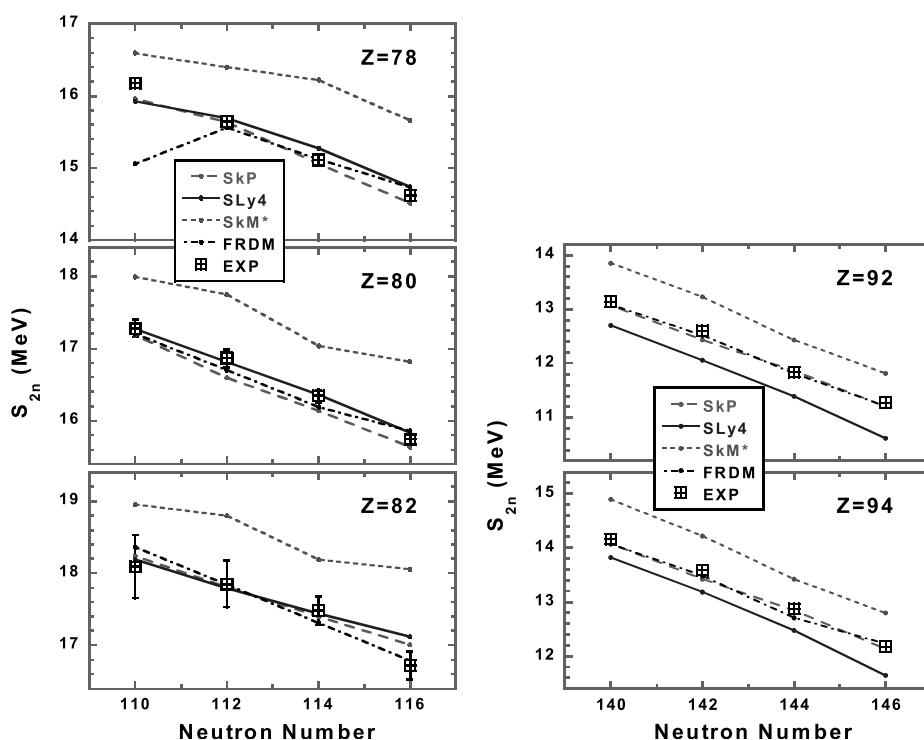 17
16
15
14
Z=78
SkP
SLy4
SkM*
FRDM
EXP
18
17
16
Z=80
S2n (MeV)
19
18
17
Z=82
110 112 114 116
Neutron Number
14
13
12
11
Z=92
SkP
SLy4
SkM*
FRDM
EXP
S2n (MeV)
15
14
13
12
Z=94
140 142 144 146
Neutron Number